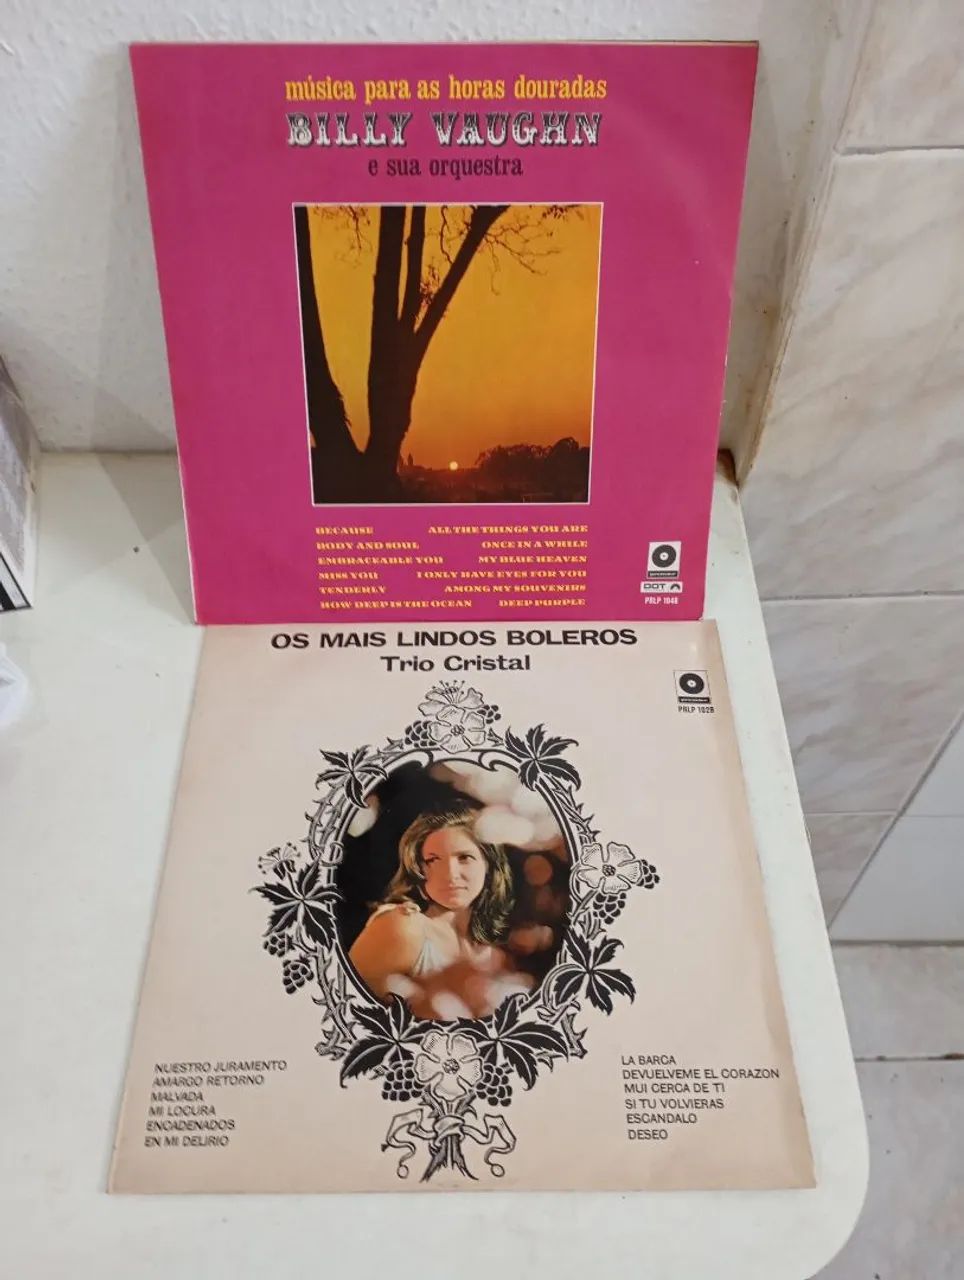 música para as horas douradas
BILLY VAUGHN
e sua orquestra
BECAUSE ALL THE THINGS YOU ARE
BODY AND SOUL ONCE IN A WHILE
EMBRACEABLE YOU MY BLUE HEAVEN
MISS YOU I ONLY HAVE EYES FOR YOU
TENDERLY AMONG MY SOUVENIRS
HOW DEEP IS THE OCEAN DEEP PURPLE
DOT
PRLP 1048
OS MAIS LINDOS BOLEROS
Trio Cristal
PRLP 1028
NUESTRO JURAMENTO
AMARGO RETORNO
MALVADA
MI LOCURA
ENCADENADOS
EN MI DELIRIO
LA BARCA
DEVUELVEME EL CORAZON
MUI CERCA DE TI
SI TU VOLVIERAS
ESCANDALO
DESEO